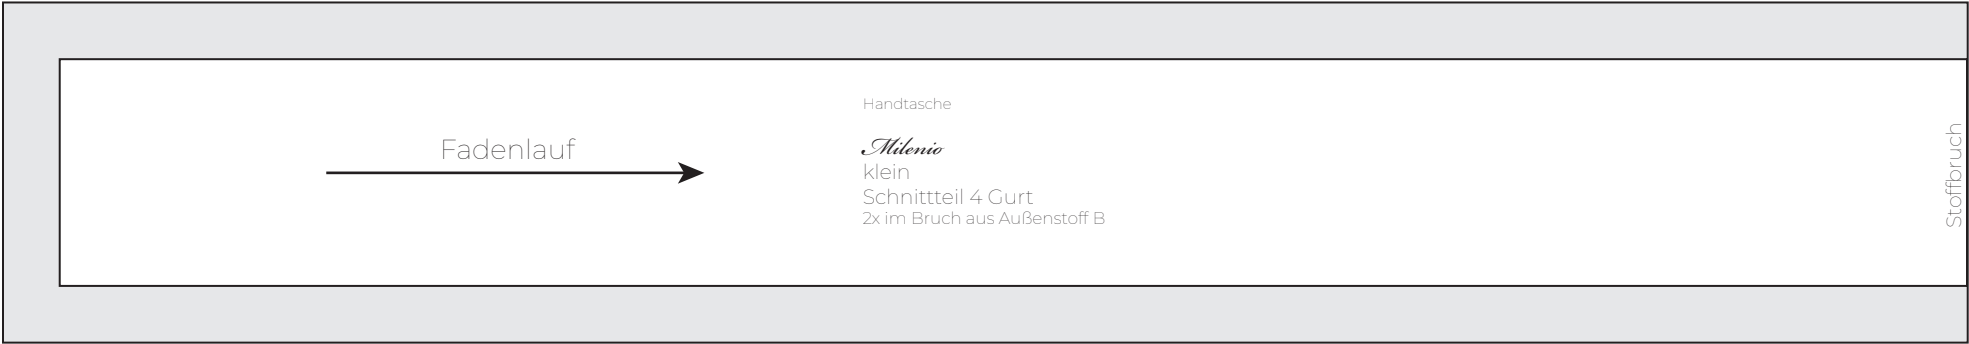 Handtasche
Fadenlauf
Milenio
klein
Schnittteil 4 Gurt
2x im Bruch aus Außenstoff B
Stoffbruch